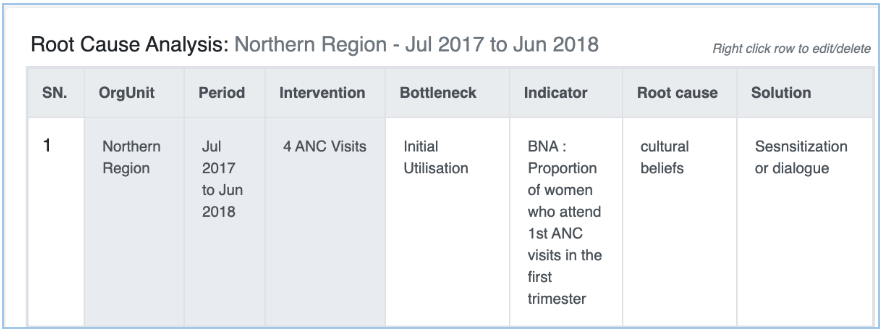 Root Cause Analysis: Northern Region - Jul 2017 to Jun 2018
Right click row to edit/delete
SN. OrgUnit Period Intervention Bottleneck Indicator Root cause Solution
1 Northern Jul 4 ANC Visits Initial BNA : cultural Sesnsitization
Region 2017 Utilisation Proportion beliefs or dialogue
to Jun of women
2018 who attend
1st ANC
visits in the
first
trimester